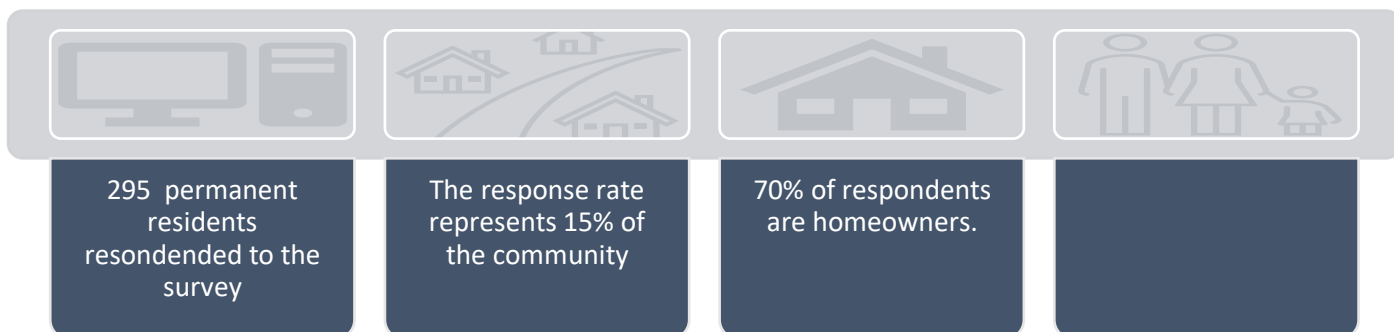 295 permanent
residents
resondended to the
survey
The response rate
represents 15% of
the community
70% of respondents
are homeowners.